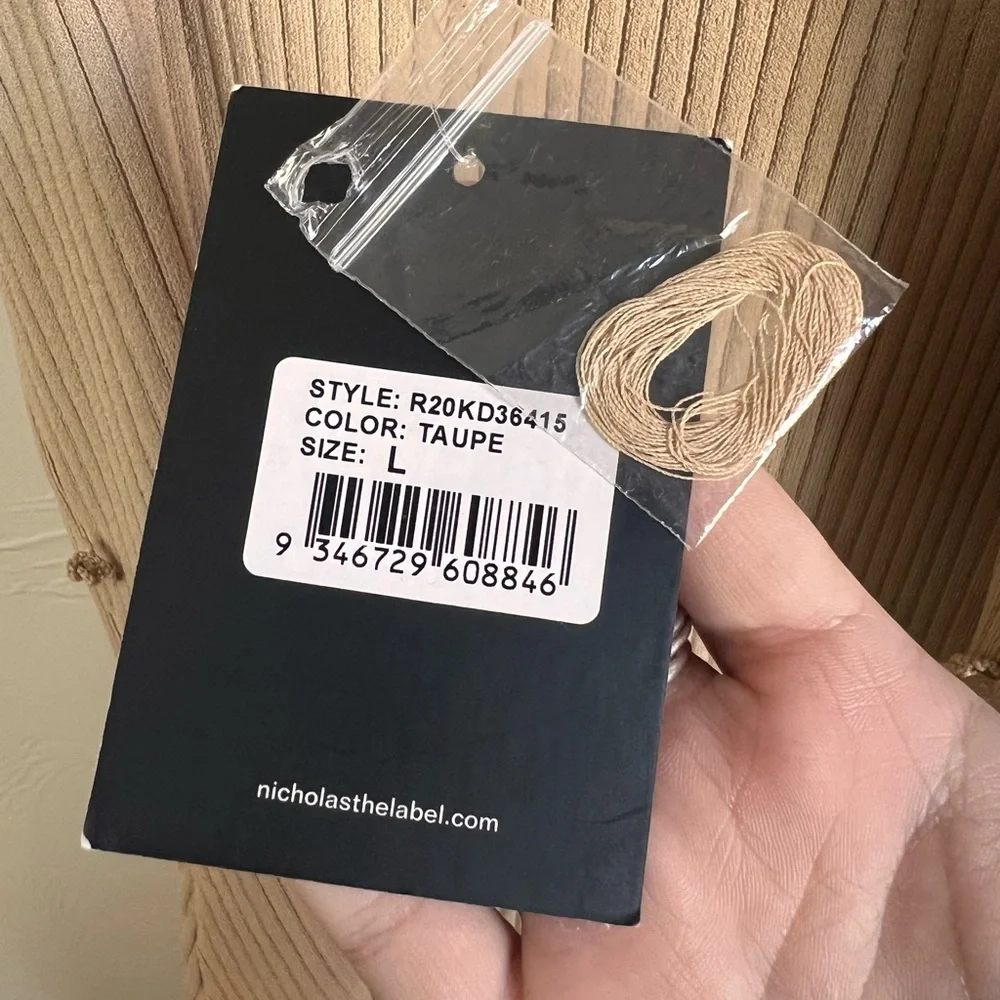 STYLE: R20KD36415
COLOR: TAUPE
SIZE: L
9 346729 608846
nicholasthelabel.com